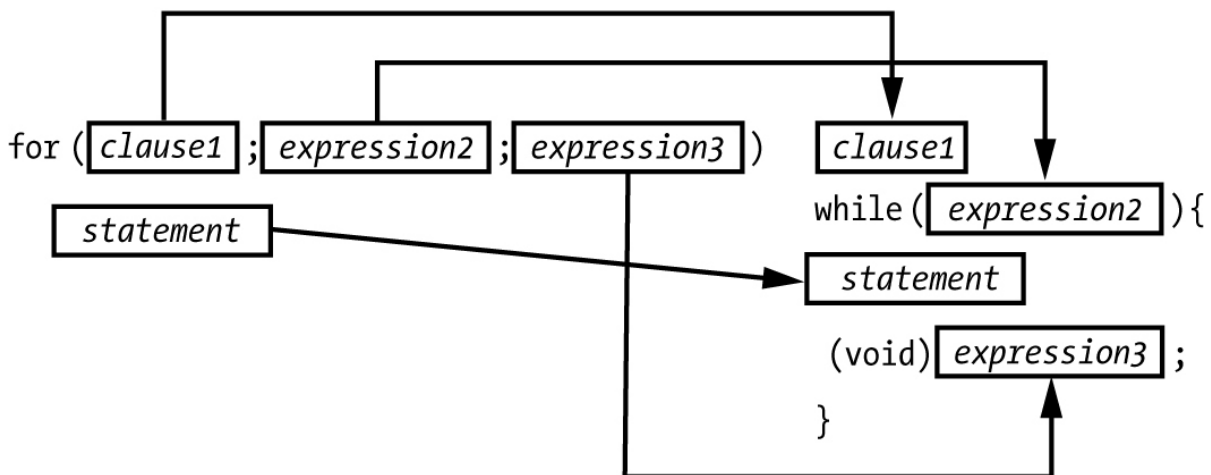 for (clause1 ; expression2 ; expression3 )
statement
clause1
while( expression2 ){
statement
(void) expression3 ;
}